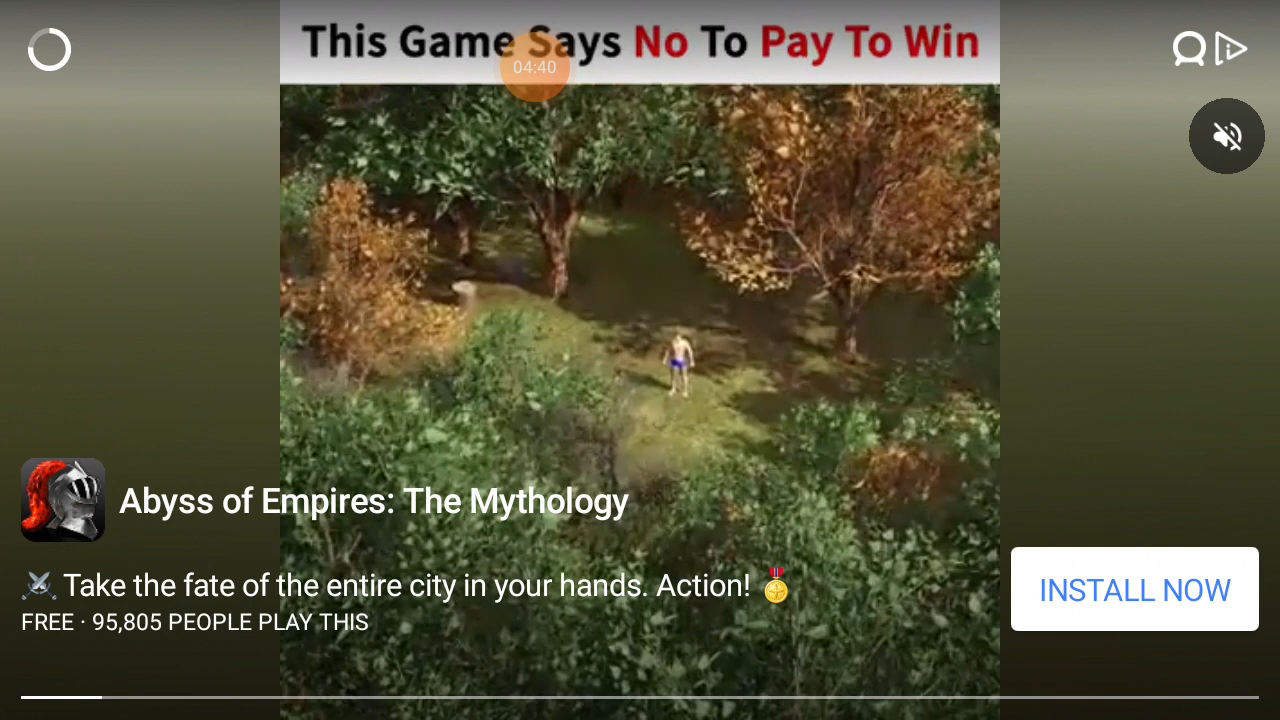 This Game Says No To Pay To Win
04:40
Abyss of Empires: The Mythology
⚔️ Take the fate of the entire city in your hands. Action! 🏅
FREE · 95,805 PEOPLE PLAY THIS
INSTALL NOW